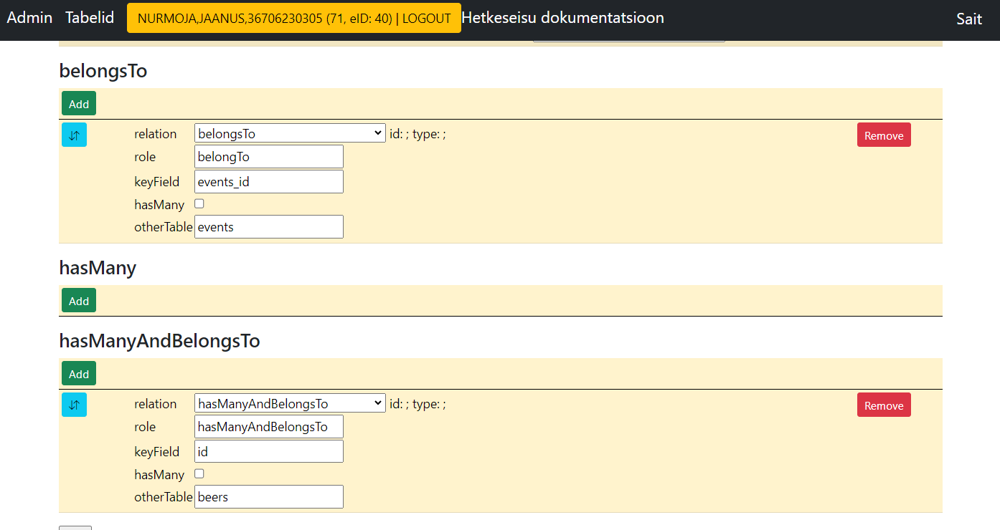 Admin Tabelid NURMOJA,JAANUS,36706230305 (71, eID: 40) | LOGOUT Hetkeseisu dokumentatsioon Sait
belongsTo
Add
relation belongsTo id: ; type: ; Remove
role belongTo
keyField events_id
hasMany
otherTable events
hasMany
Add
hasManyAndBelongsTo
Add
relation hasManyAndBelongsTo id: ; type: ; Remove
role hasManyAndBelongsTo
keyField id
hasMany
otherTable beers